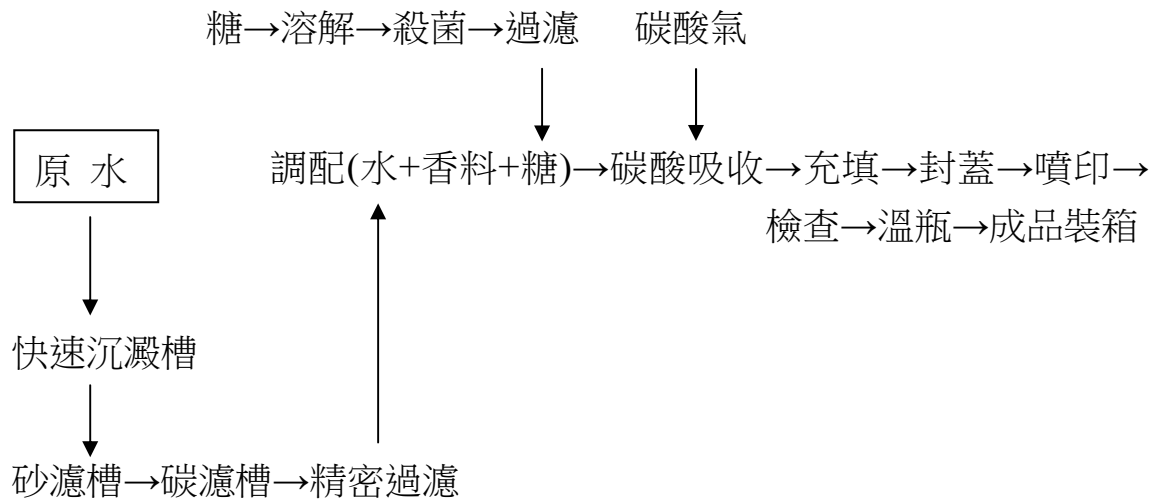 糖→溶解→殺菌→過濾 碳酸氣
原 水
調配(水+香料+糖)→碳酸吸收→充填→封蓋→噴印→
檢查→溫瓶→成品裝箱
快速沉澱槽
砂濾槽→碳濾槽→精密過濾